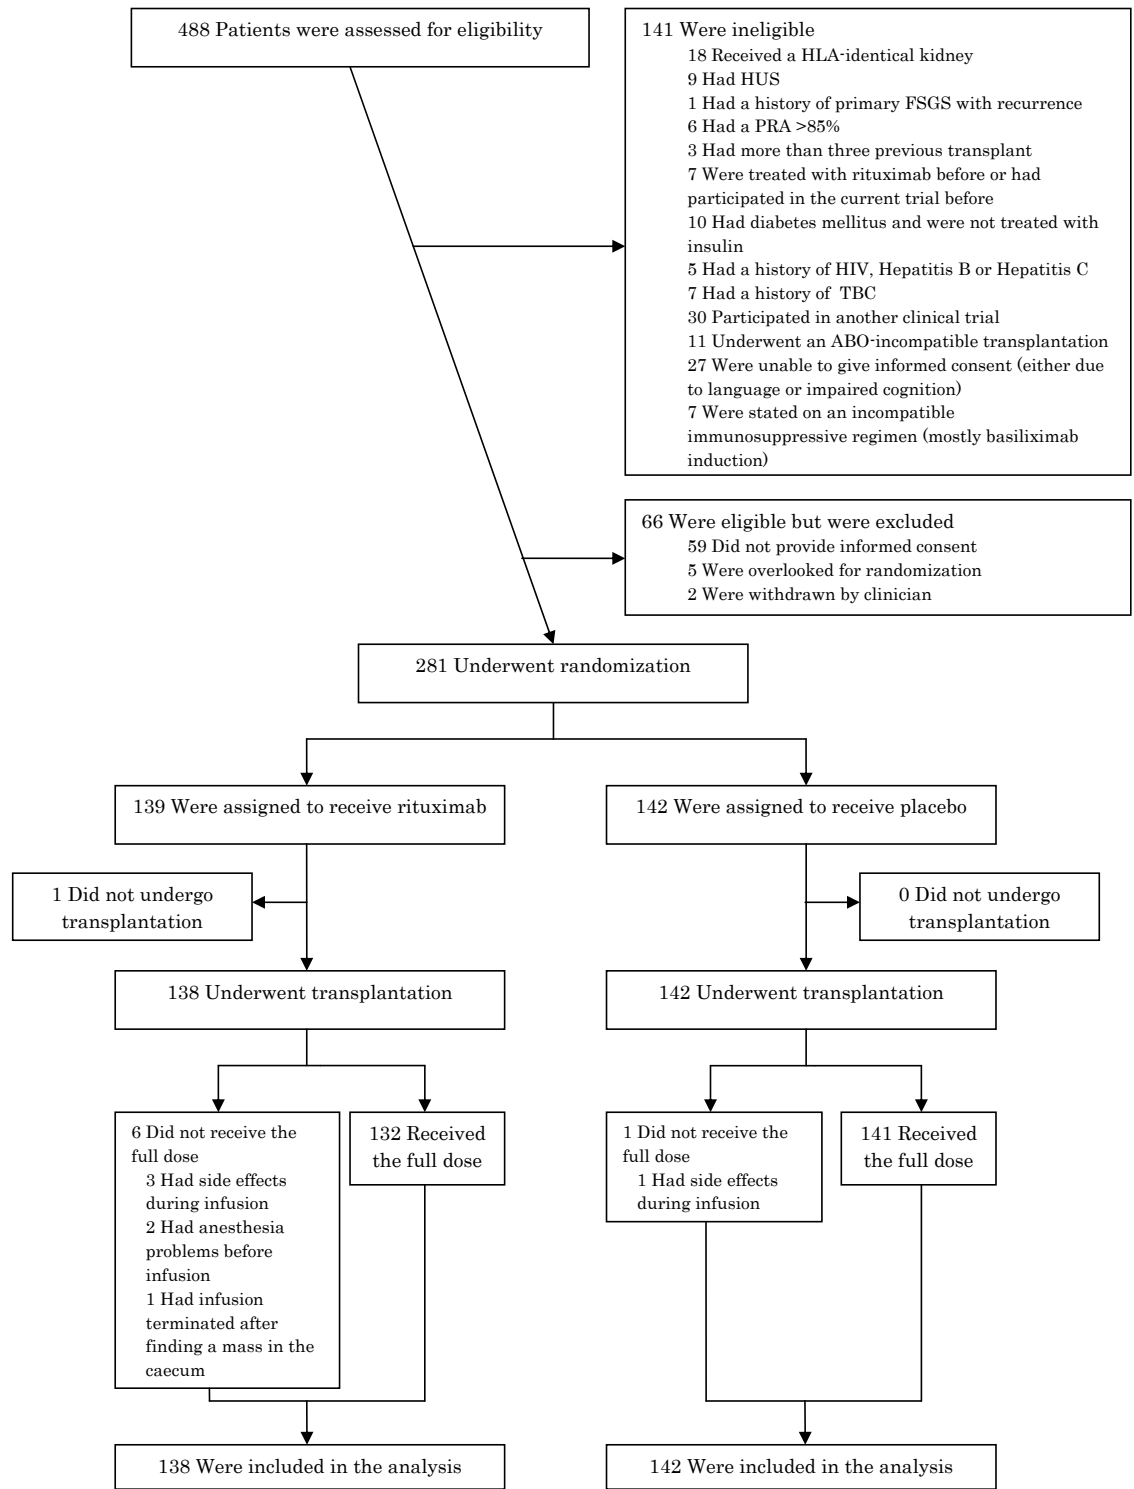 488 Patients were assessed for eligibility
141 Were ineligible
18 Received a HLA-identical kidney
9 Had HUS
1 Had a history of primary FSGS with recurrence
6 Had a PRA >85%
3 Had more than three previous transplant
7 Were treated with rituximab before or had
participated in the current trial before
10 Had diabetes mellitus and were not treated with
insulin
5 Had a history of HIV, Hepatitis B or Hepatitis C
7 Had a history of TBC
30 Participated in another clinical trial
11 Underwent an ABO-incompatible transplantation
27 Were unable to give informed consent (either due
to language or impaired cognition)
7 Were stated on an incompatible
immunosuppressive regimen (mostly basiliximab
induction)
66 Were eligible but were excluded
59 Did not provide informed consent
5 Were overlooked for randomization
2 Were withdrawn by clinician
281 Underwent randomization
139 Were assigned to receive rituximab
142 Were assigned to receive placebo
1 Did not undergo
transplantation
0 Did not undergo
transplantation
138 Underwent transplantation
142 Underwent transplantation
6 Did not receive the
full dose
3 Had side effects
during infusion
2 Had anesthesia
problems before
infusion
1 Had infusion
terminated after
finding a mass in the
caecum
132 Received
the full dose
1 Did not receive the
full dose
1 Had side effects
during infusion
141 Received
the full dose
138 Were included in the analysis
142 Were included in the analysis